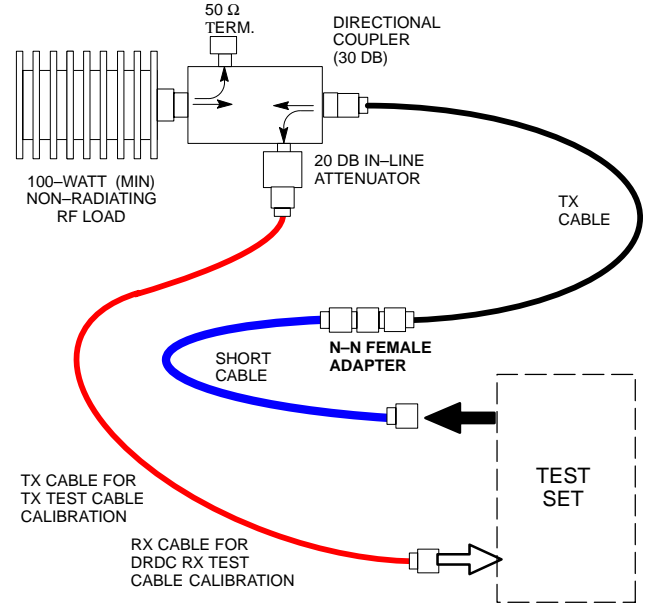 50 Ω
TERM.
DIRECTIONAL
COUPLER
(30 DB)
100–WATT (MIN)
NON–RADIATING
RF LOAD
20 DB IN–LINE
ATTENUATOR
TX
CABLE
N–N FEMALE
ADAPTER
SHORT
CABLE
TEST
SET
TX CABLE FOR
TX TEST CABLE
CALIBRATION
RX CABLE FOR
DRDC RX TEST
CABLE CALIBRATION